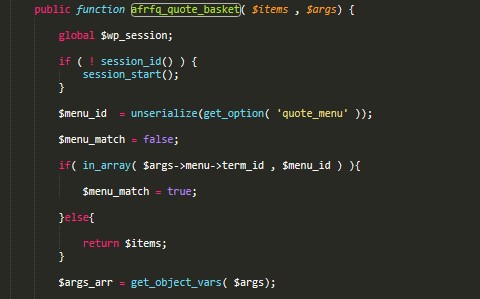 public function afrfq_quote_basket( $items , $args) {
global $wp_session;
if ( ! session_id() ) {
session_start();
}
$menu_id  = unserialize(get_option( 'quote_menu' ));
$menu_match = false;
if( in_array( $args->menu->term_id , $menu_id ) ){
$menu_match = true;
}else{
return $items;
}
$args_arr = get_object_vars( $args);